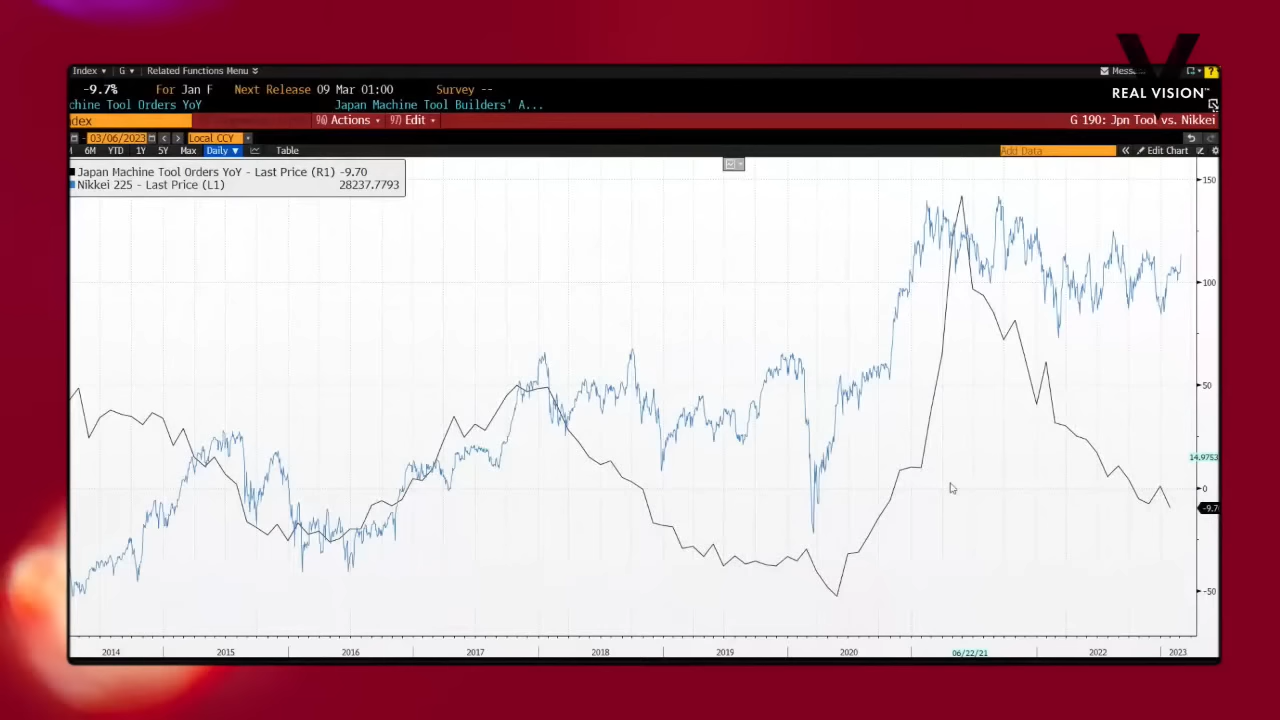 Index G Related Functions Menu Mess
REAL VISION™
-9.7% For Jan F Next Release 09 Mar 01:00 Survey --
chine Tool Orders YoY Japan Machine Tool Builders' A...
dex 96) Actions 97) Edit G 190: Jpn Tool vs. Nikkei
03/06/2023 Local CCY
6M YTD 1Y 5Y Max Daily Table Add Data Edit Chart
Japan Machine Tool Orders YoY - Last Price (R1) -9.70
Nikkei 225 - Last Price (L1) 28237.7793
150
100
50
14.9753
0
-9.7
-50
2014 2015 2016 2017 2018 2019 2020 06/22/21 2022 2023